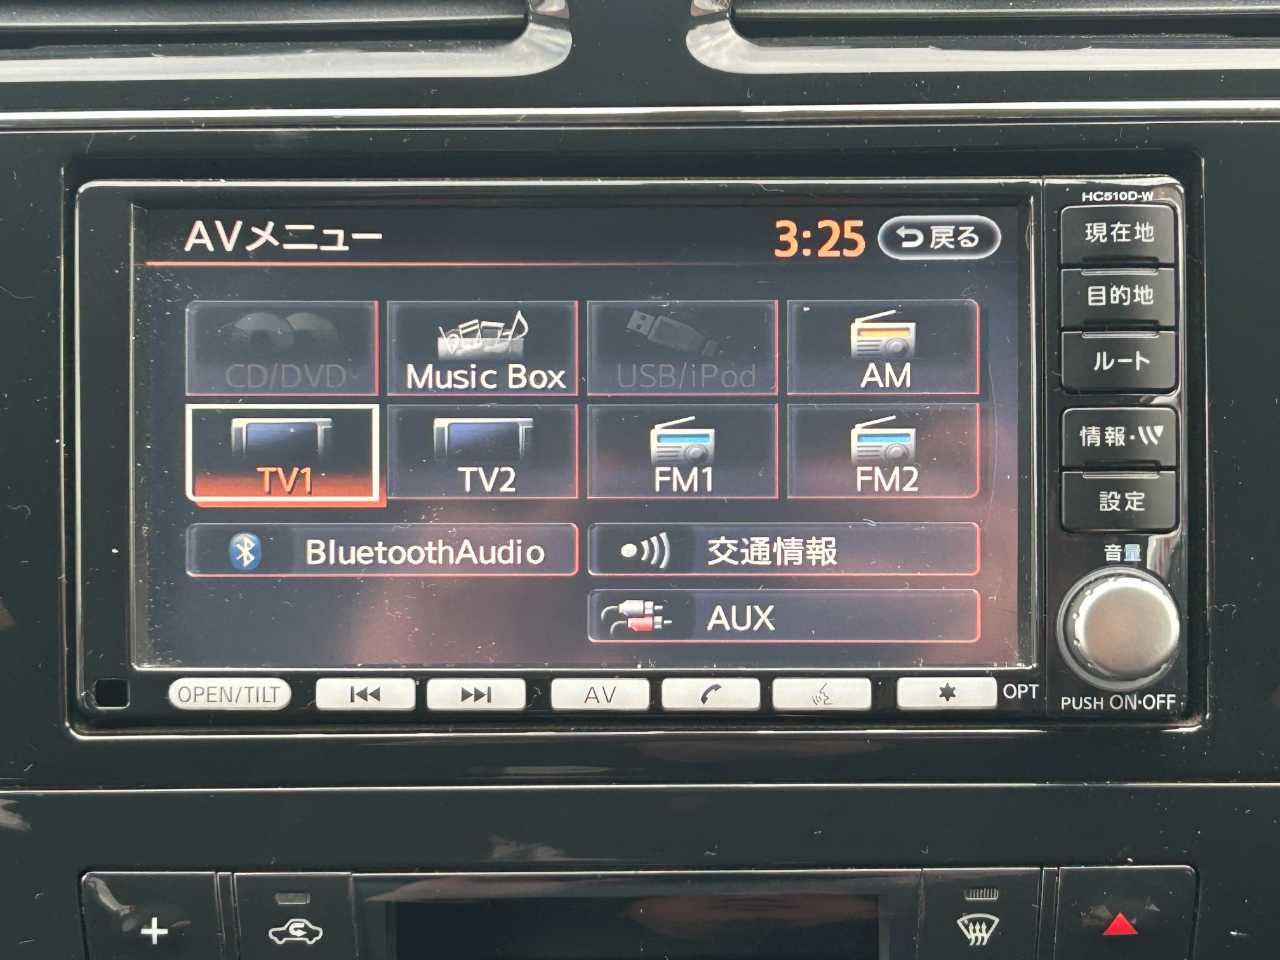 HC510D-W
AVメニュー 3:25 戻る
CD/DVD Music Box USB/iPod AM
TV1 TV2 FM1 FM2
BluetoothAudio 交通情報
AUX
現在地
目的地
ルート
情報・
設定
音量
OPEN/TILT AV OPT
PUSH ON・OFF